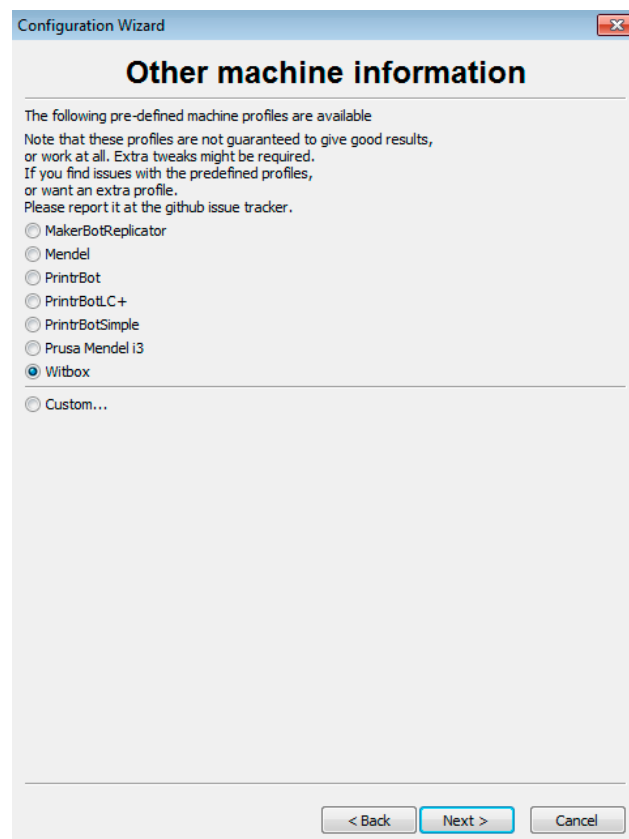 Configuration Wizard
Other machine information
The following pre-defined machine profiles are available
Note that these profiles are not guaranteed to give good results,
or work at all. Extra tweaks might be required.
If you find issues with the predefined profiles,
or want an extra profile.
Please report it at the github issue tracker.
MakerBotReplicator
Mendel
PrintrBot
PrintrBotLC+
PrintrBotSimple
Prusa Mendel i3
Witbox
Custom...
< Back Next > Cancel